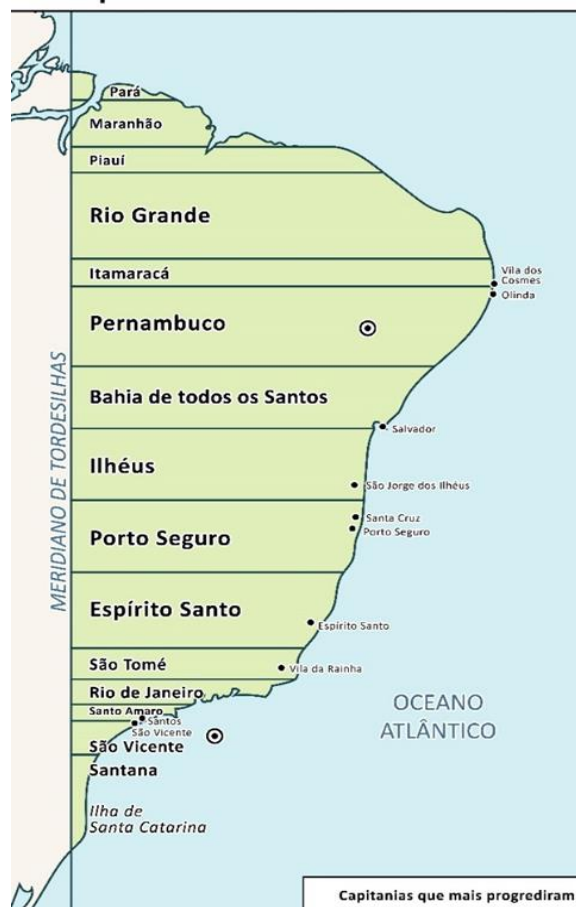 Pará
Maranhão
Piauí
Rio Grande
Itamaracá
Vila dos
Cosmes
Olinda
Pernambuco
Bahia de todos os Santos
Salvador
Ilhéus
São Jorge dos Ilhéus
Santa Cruz
Porto Seguro
Porto Seguro
Espírito Santo
Espírito Santo
São Tomé
Vila da Rainha
Rio de Janeiro
Santo Amaro
Santos
São Vicente
São Vicente
Santana
Ilha de
Santa Catarina
MERIDIANO DE TORDESILHAS
OCEANO
ATLÂNTICO
Capitanias que mais progrediram